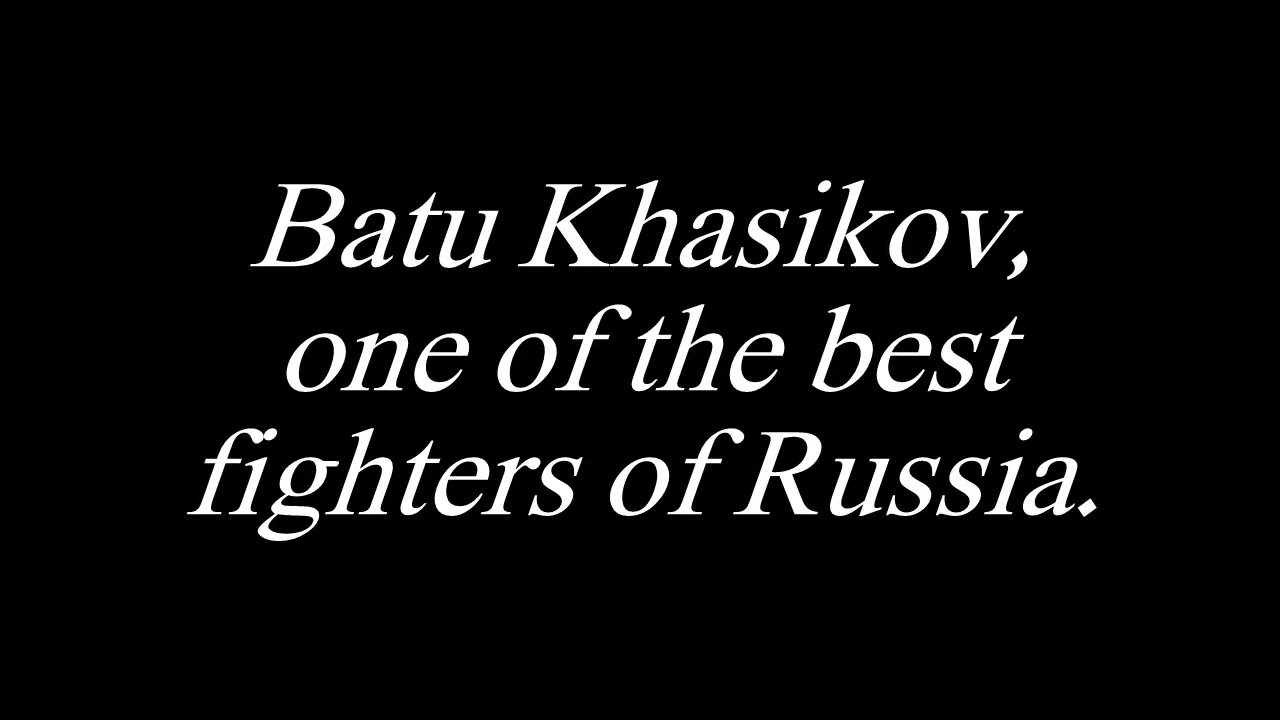 Batu Khasikov,
one of the best
fighters of Russia.